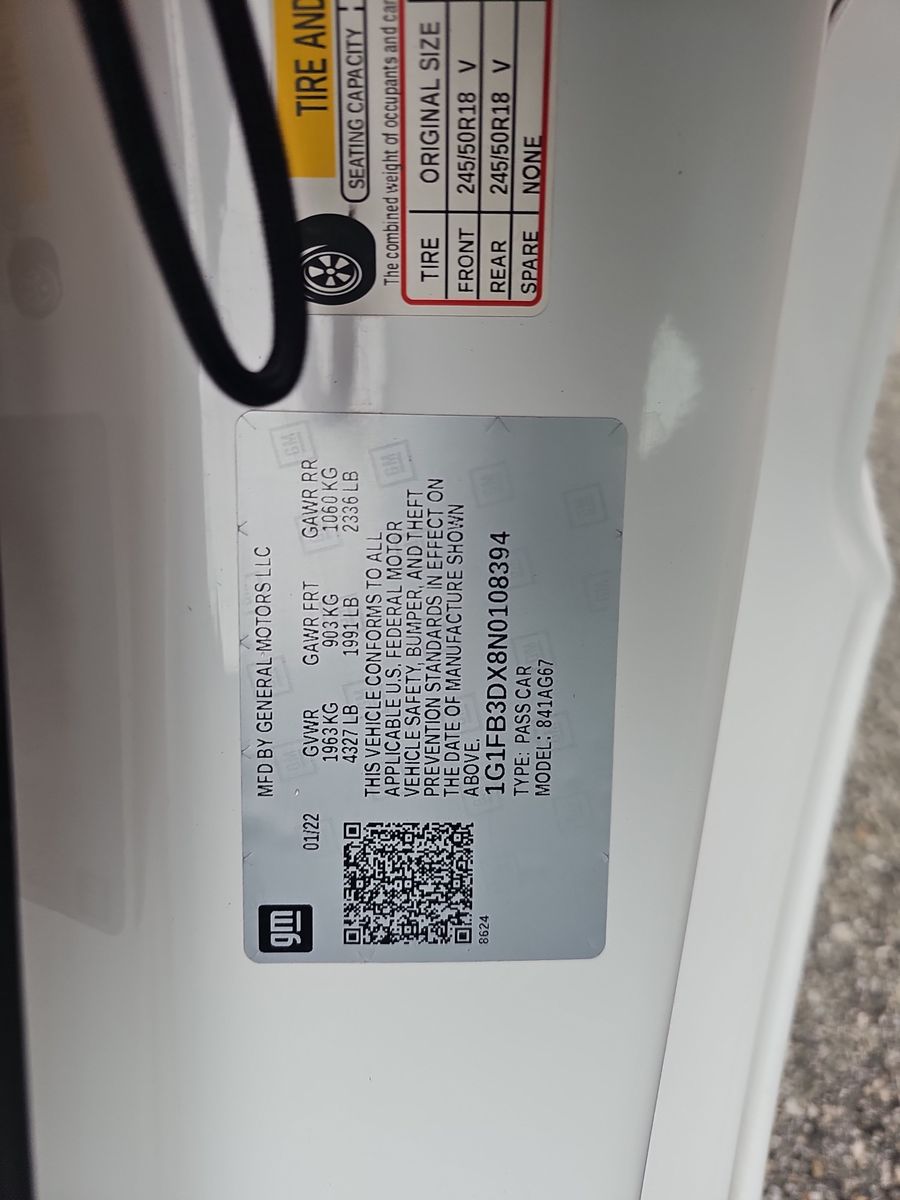 TIRE AND
SEATING CAPACITY
The combined weight of occupants and car
TIRE ORIGINAL SIZE
FRONT 245/50R18 V
REAR 245/50R18 V
SPARE NONE
gm
MFD BY GENERAL MOTORS LLC
01/22
GVWR GAWR FRT GAWR RR
1963 KG 903 KG 1060 KG
4327 LB 1991 LB 2336 LB
THIS VEHICLE CONFORMS TO ALL
APPLICABLE U.S. FEDERAL MOTOR
VEHICLE SAFETY, BUMPER, AND THEFT
PREVENTION STANDARDS IN EFFECT ON
THE DATE OF MANUFACTURE SHOWN
ABOVE.
1G1FB3DX8N0108394
TYPE: PASS CAR
MODEL: 841AG67
8624